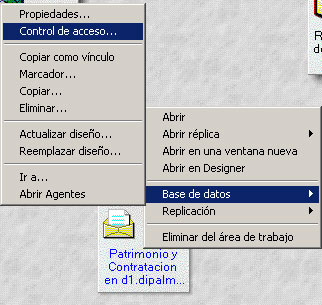 Propiedades...
Control de acceso...
Copiar como vínculo
Marcador...
Copiar...
Eliminar...
Actualizar diseño...
Reemplazar diseño...
Ir a...
Abrir Agentes
Abrir
Abrir réplica
Abrir en una ventana nueva
Abrir en Designer
Base de datos
Replicación
Eliminar del área de trabajo
Patrimonio y
Contratacion
en d1.dipalm...